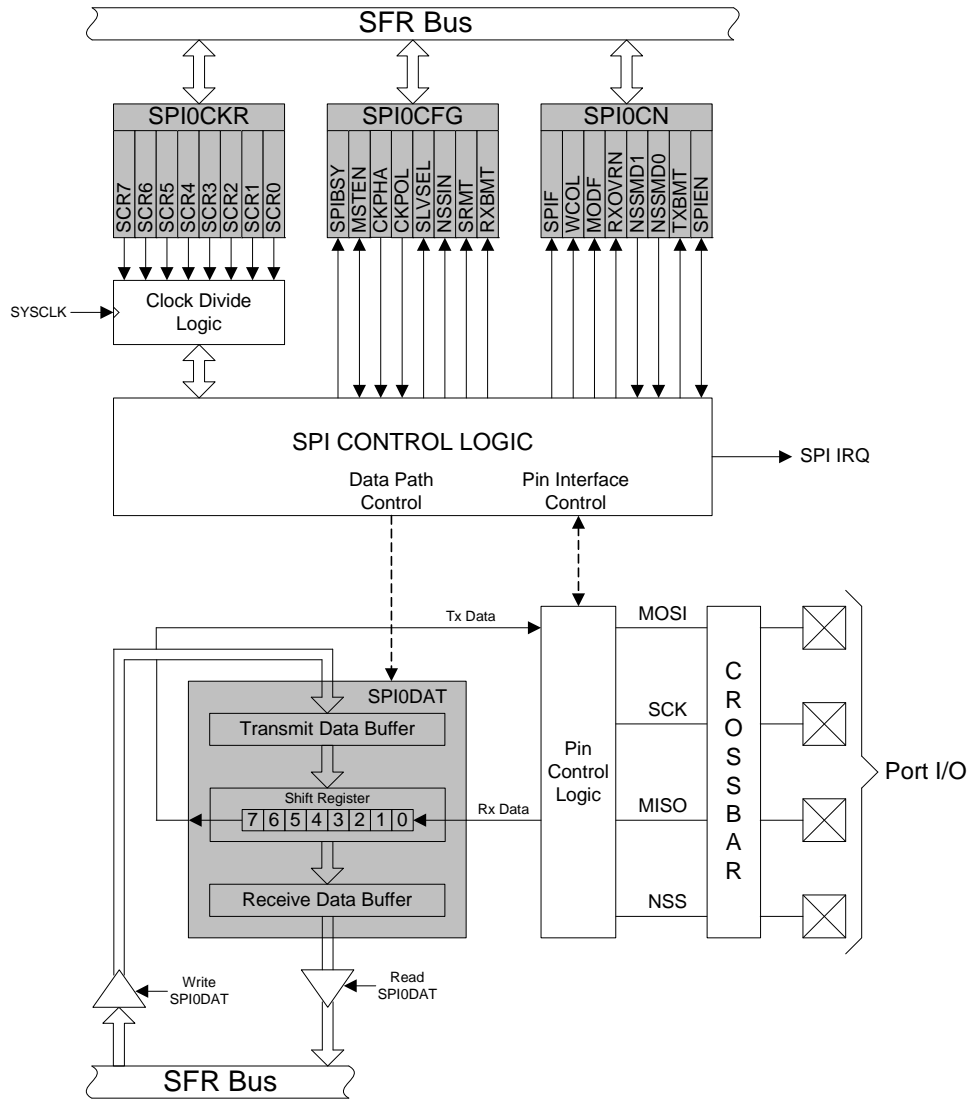 SFR Bus
SPI0CKR
SPI0CFG
SPI0CN
SCR7
SCR6
SCR5
SCR4
SCR3
SCR2
SCR1
SCR0
SPIBSY
MSTEN
CKPHA
CKPOL
SLVSEL
NSSIN
SRMT
RXBMT
SPIF
WCOL
MODF
RXOVRN
NSSMD1
NSSMD0
TXBMT
SPIEN
SYSCLK
Clock Divide
Logic
SPI CONTROL LOGIC
SPI IRQ
Data Path
Control
Pin Interface
Control
Tx Data
MOSI
SPI0DAT
Transmit Data Buffer
SCK
Shift Register
7 6 5 4 3 2 1 0
Rx Data
Pin
Control
Logic
MISO
CROSSBAR
Port I/O
Receive Data Buffer
NSS
Write
SPI0DAT
Read
SPI0DAT
SFR Bus